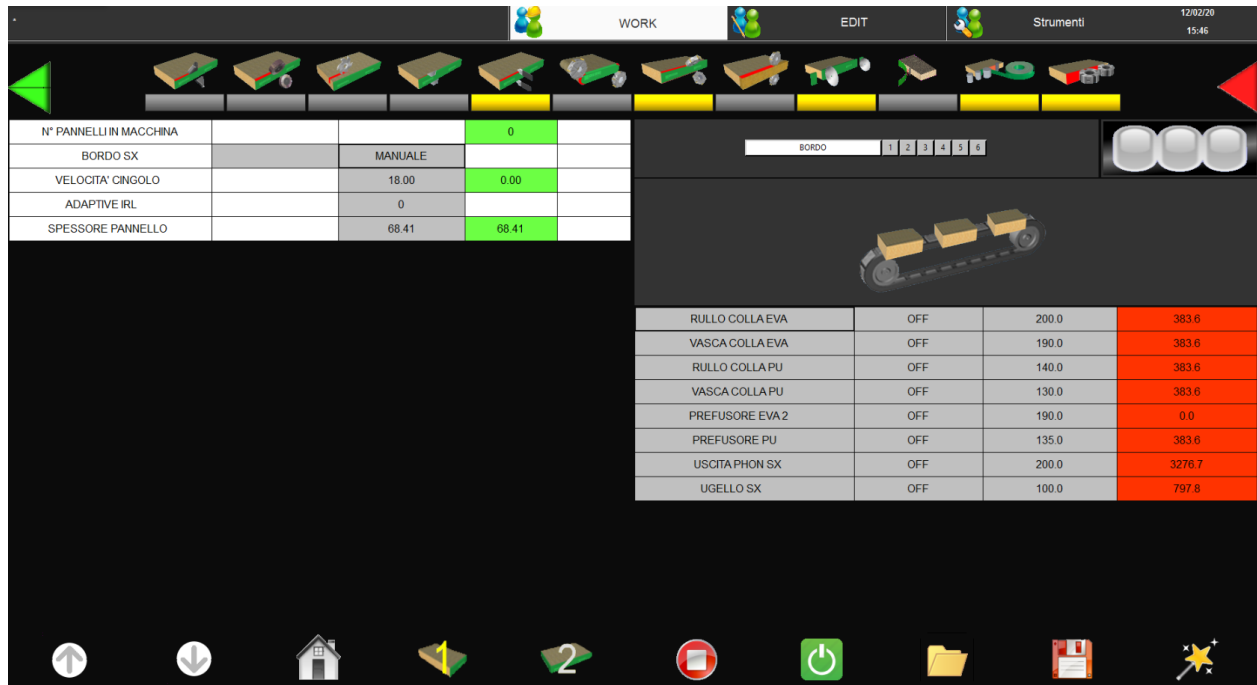 WORK EDIT Strumenti 12/02/20
15:46
N° PANNELLI IN MACCHINA 0
BORDO SX MANUALE
VELOCITA' CINGOLO 18.00 0.00
ADAPTIVE IRL 0
SPESSORE PANNELLO 68.41 68.41
BORDO 1 2 3 4 5 6
RULLO COLLA EVA OFF 200.0 383.6
VASCA COLLA EVA OFF 190.0 383.6
RULLO COLLA PU OFF 140.0 383.6
VASCA COLLA PU OFF 130.0 383.6
PREFUSORE EVA 2 OFF 190.0 0.0
PREFUSORE PU OFF 135.0 383.6
USCITA PHON SX OFF 200.0 3276.7
UGELLO SX OFF 100.0 797.8
1 2